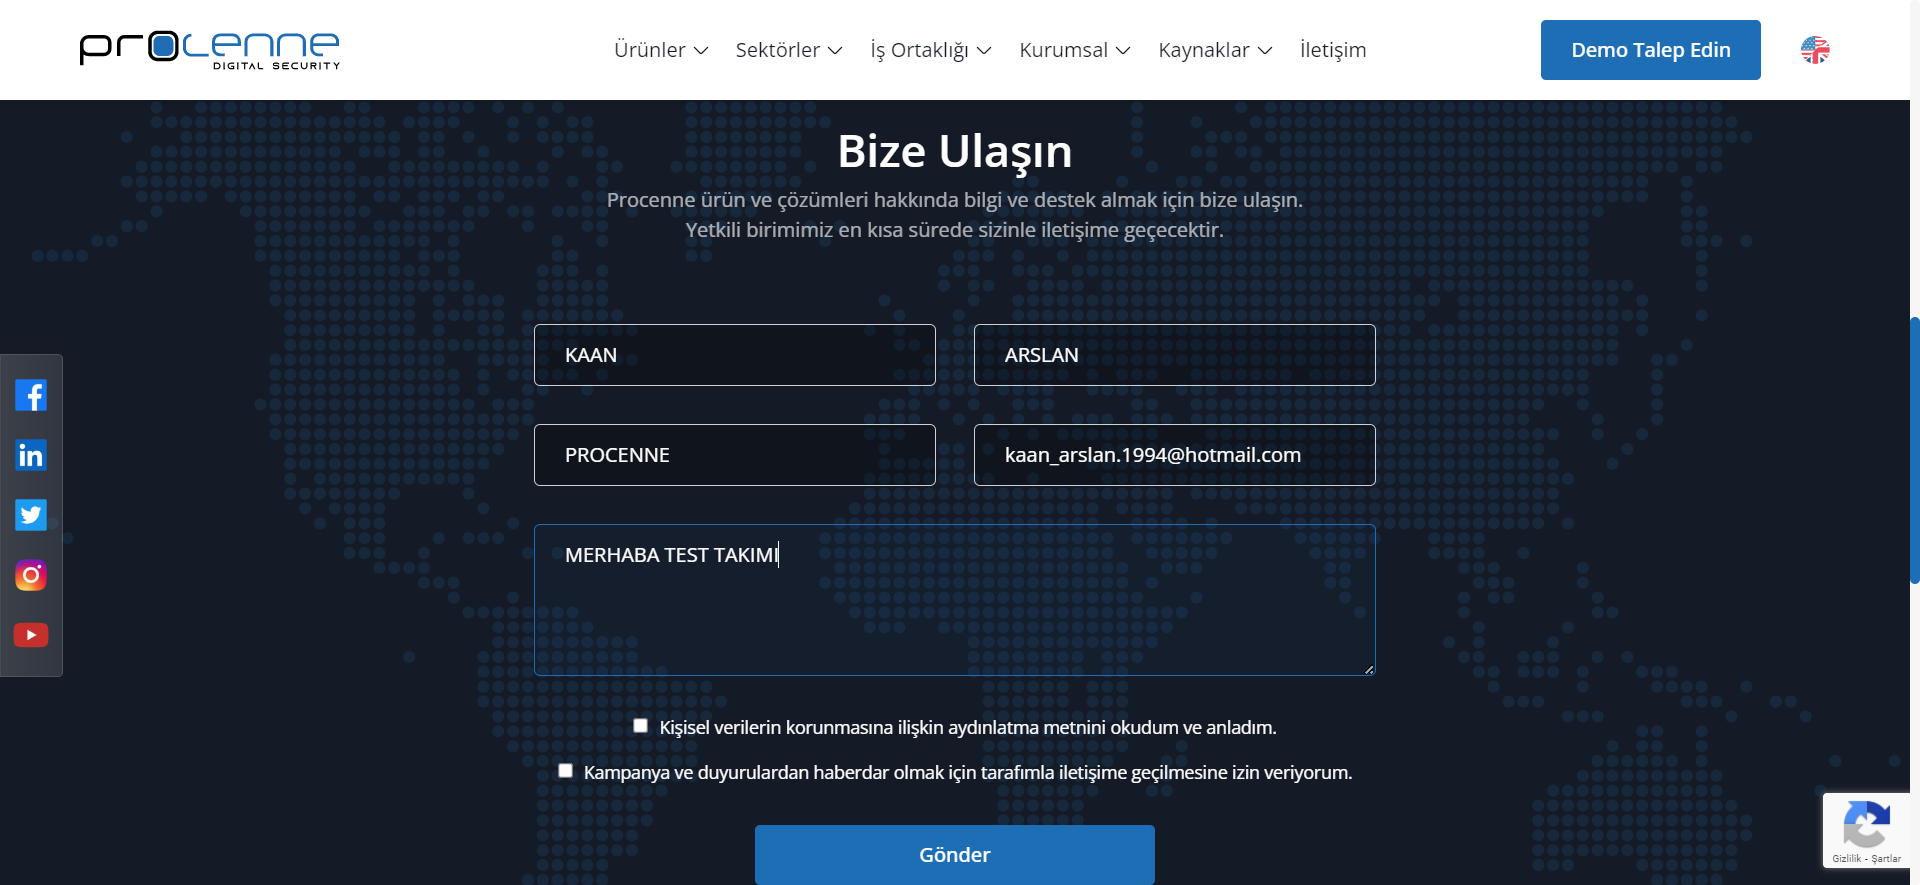 procenne
DIGITAL SECURITY
Ürünler
Sektörler
İş Ortaklığı
Kurumsal
Kaynaklar
İletişim
Demo Talep Edin
Bize Ulaşın
Procenne ürün ve çözümleri hakkında bilgi ve destek almak için bize ulaşın.
Yetkili birimimiz en kısa sürede sizinle iletişime geçecektir.
KAAN
ARSLAN
PROCENNE
kaan_arslan.1994@hotmail.com
MERHABA TEST TAKIMI
Kişisel verilerin korunmasına ilişkin aydınlatma metnini okudum ve anladım.
Kampanya ve duyurulardan haberdar olmak için tarafımla iletişime geçilmesine izin veriyorum.
Gönder
Gizlilik - Şartlar